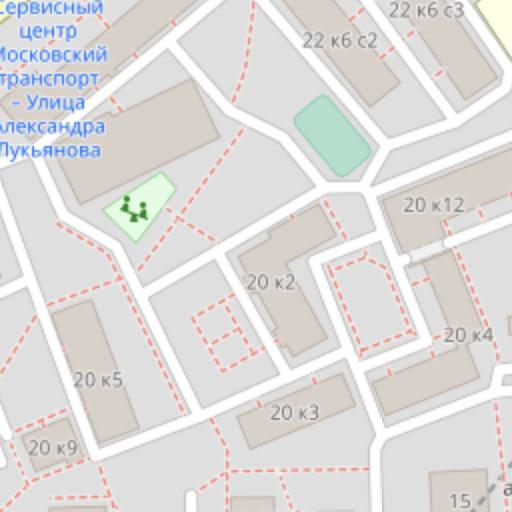 Сервисный
центр
Московский
транспорт
– Улица
Александра
Лукьянова
22 к6 с2
22 к6 с3
20 к12
20 к2
20 к4
20 к5
20 к3
20 к9
15